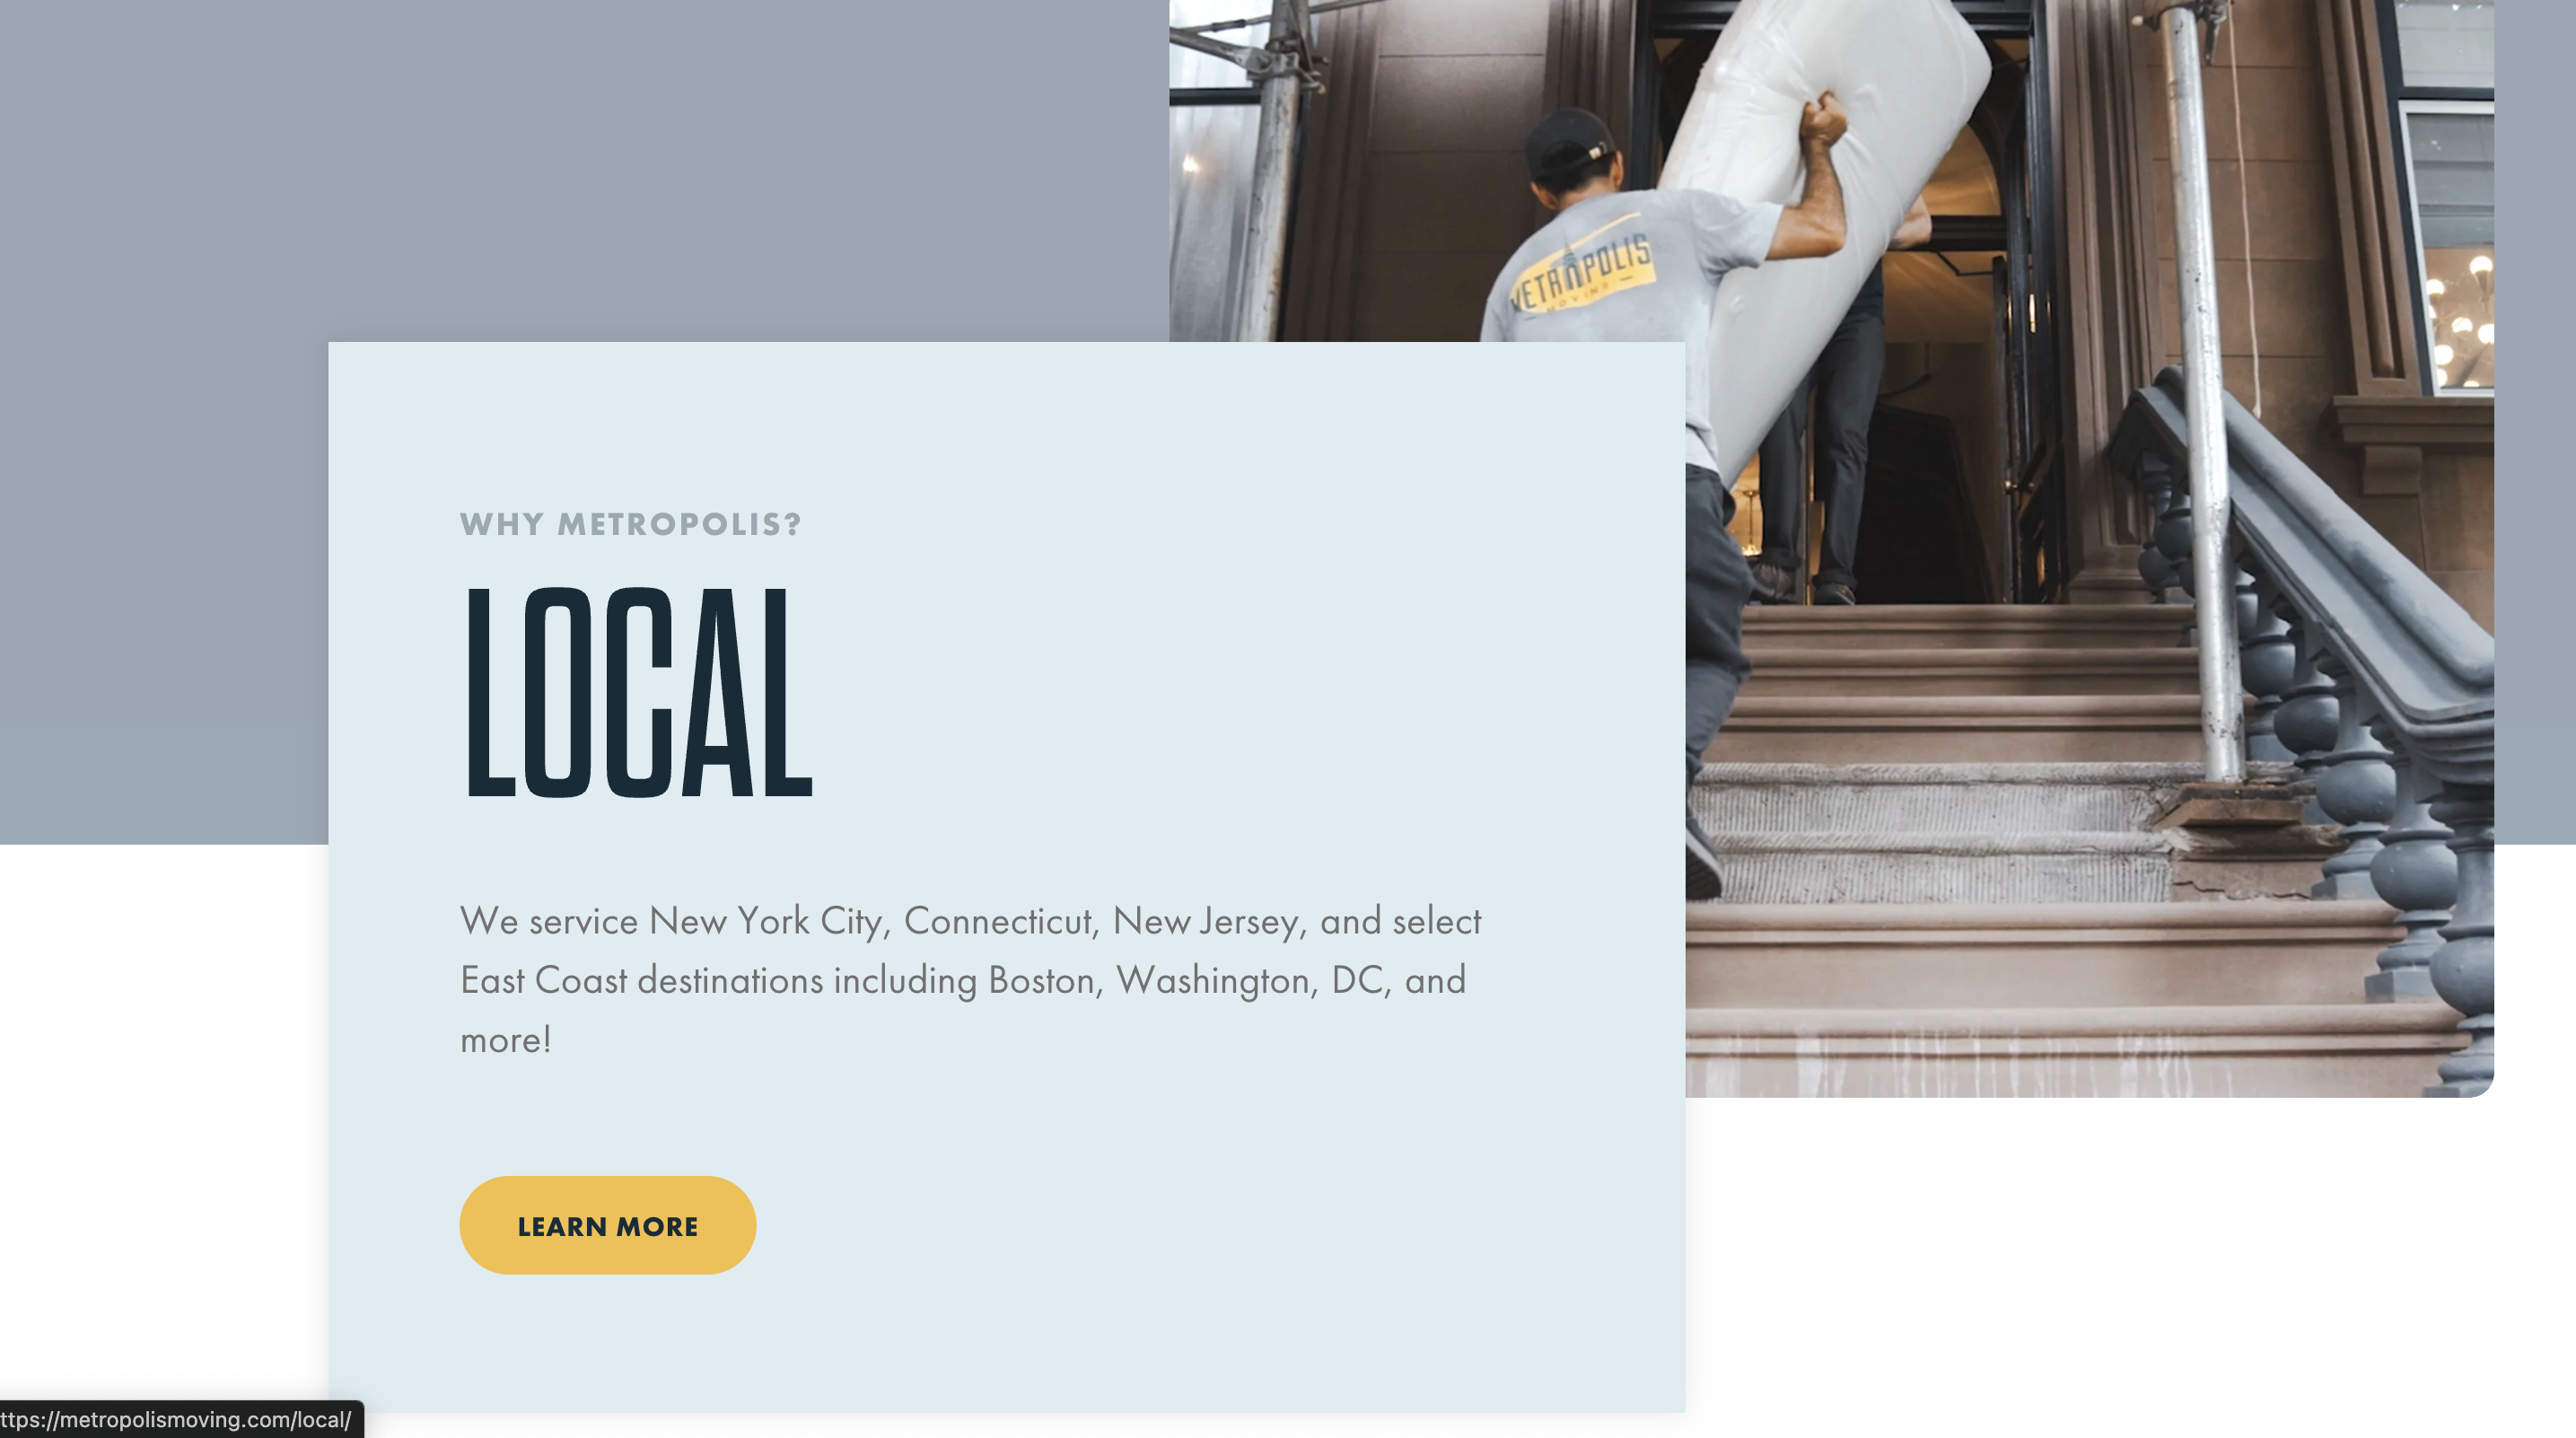 METROPOLIS
MOVING
WHY METROPOLIS?
LOCAL
We service New York City, Connecticut, New Jersey, and select
East Coast destinations including Boston, Washington, DC, and
more!
LEARN MORE
ttps://metropolismoving.com/local/